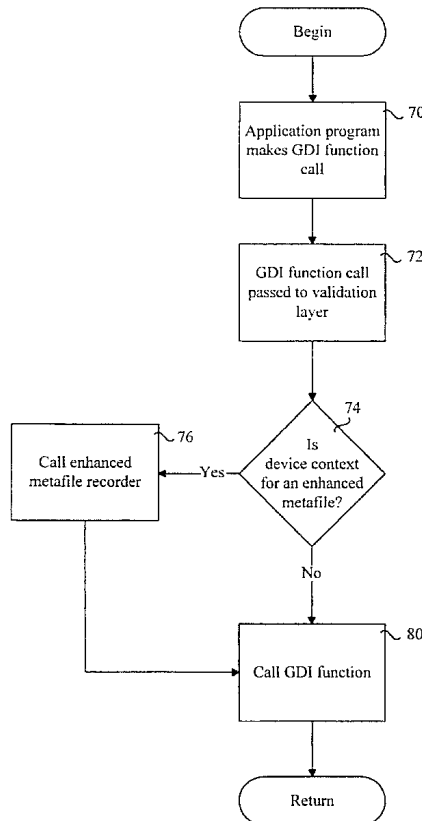 Begin
70
Application program
makes GDI function
call
72
GDI function call
passed to validation
layer
74
Is
device context
for an enhanced
metafile?
76
Call enhanced
metafile recorder
Yes
No
80
Call GDI function
Return